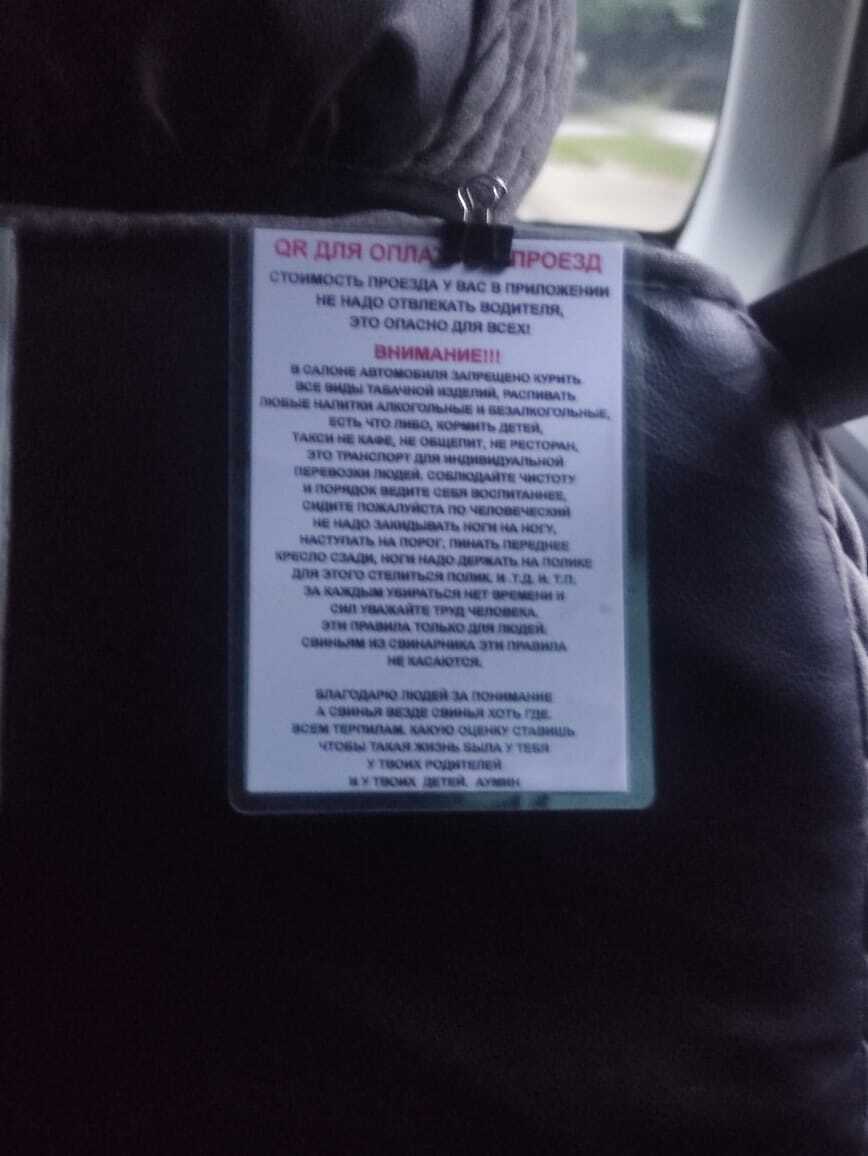 QR ДЛЯ ОПЛА ПРОЕЗД
СТОИМОСТЬ ПРОЕЗДА У ВАС В ПРИЛОЖЕНИИ
НЕ НАДО ОТВЛЕКАТЬ ВОДИТЕЛЯ,
ЭТО ОПАСНО ДЛЯ ВСЕХ!
ВНИМАНИЕ!!!
В САЛОНЕ АВТОМОБИЛЯ ЗАПРЕЩЕНО КУРИТЬ
ВСЕ ВИДЫ ТАБАЧНОЙ ИЗДЕЛИЙ, РАСПИВАТЬ
ЛЮБЫЕ НАПИТКИ АЛКОГОЛЬНЫЕ И БЕЗАЛКОГОЛЬНЫЕ,
ЕСТЬ ЧТО ЛИБО, КОРМИТЬ ДЕТЕЙ,
ТАКСИ НЕ КАФЕ, НЕ ОБЩЕПИТ, НЕ РЕСТОРАН,
ЭТО ТРАНСПОРТ ДЛЯ ИНДИВИДУАЛЬНОЙ
ПЕРЕВОЗКИ ЛЮДЕЙ, СОБЛЮДАЙТЕ ЧИСТОТУ
И ПОРЯДОК ВЕДИТЕ СЕБЯ ВОСПИТАННЕЕ,
СИДИТЕ ПОЖАЛУЙСТА ПО ЧЕЛОВЕЧЕСКИЙ
НЕ НАДО ЗАКИДЫВАТЬ НОГИ НА НОГУ,
НАСТУПАТЬ НА ПОРОГ, ПИНАТЬ ПЕРЕДНЕЕ
КРЕСЛО СЗАДИ, НОГИ НАДО ДЕРЖАТЬ НА ПОЛИКЕ
ДЛЯ ЭТОГО СТЕЛИТЬСЯ ПОЛИК И .Т.Д. И. Т.П.
ЗА КАЖДЫМ УБИРАТЬСЯ НЕТ ВРЕМЕНИ И
СИЛ УВАЖАЙТЕ ТРУД ЧЕЛОВЕКА.
ЭТИ ПРАВИЛА ТОЛЬКО ДЛЯ ЛЮДЕЙ.
СВИНЬЯМ ИЗ СВИНАРНИКА ЭТИ ПРАВИЛА
НЕ КАСАЮТСЯ.
БЛАГОДАРЮ ЛЮДЕЙ ЗА ПОНИМАНИЕ
А СВИНЬЯ ВЕЗДЕ СВИНЬЯ ХОТЬ ГДЕ.
ВСЕМ ТЕРПИЛАМ, КАКУЮ ОЦЕНКУ СТАВИШЬ
ЧТОБЫ ТАКАЯ ЖИЗНЬ БЫЛА У ТЕБЯ
У ТВОИХ РОДИТЕЛЕЙ
И У ТВОИХ ДЕТЕЙ. АУМИН